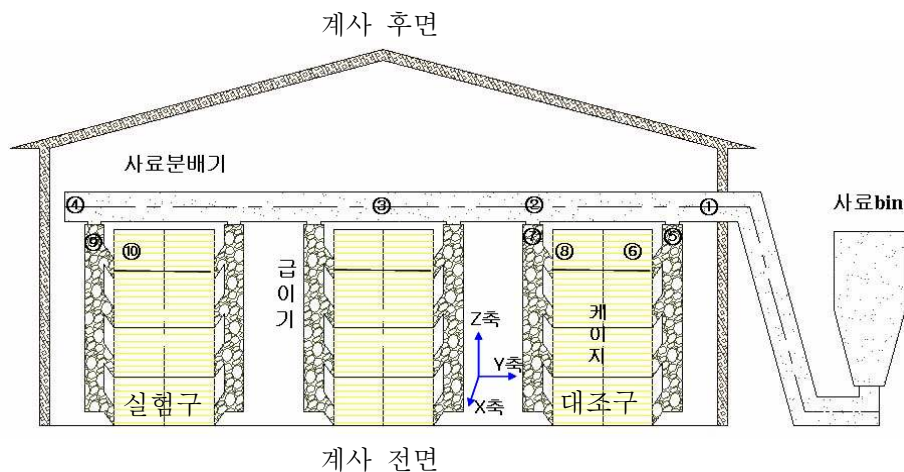 계사 후면
사료분배기
④
③
②
①
사료bin
⑨
⑩
급이기
⑦
⑧
⑥
⑤
Z축
Y축
X축
케이지
실험구
대조구
계사 전면